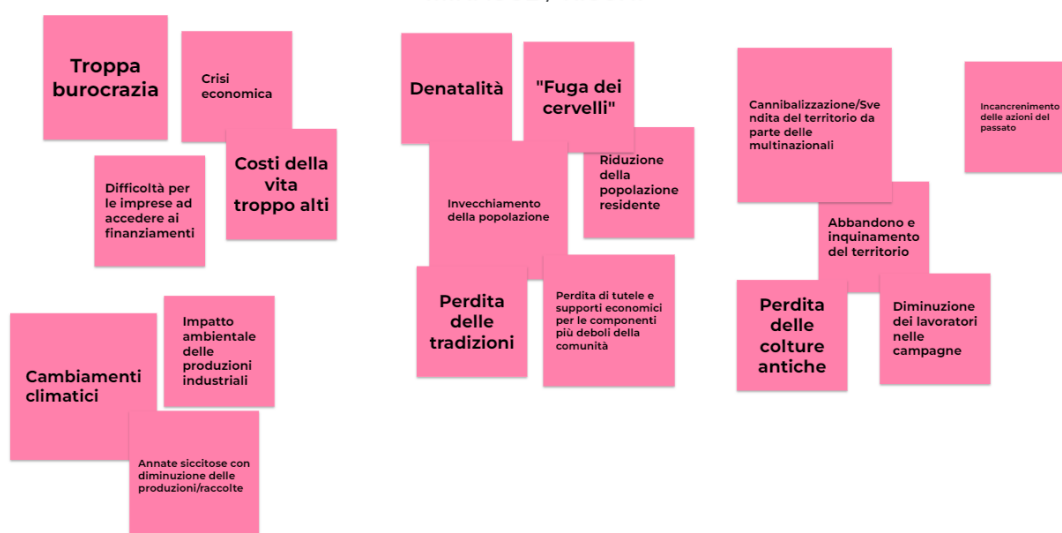 Troppa
burocrazia
Crisi
economica
Difficoltà per
le imprese ad
accedere ai
finanziamenti
Costi della
vita
troppo alti
Denatalità
"Fuga dei
cervelli"
Invecchiamento
della popolazione
Riduzione
della
popolazione
residente
Perdita
delle
tradizioni
Perdita di tutele e
supporti economici
per le componenti
più deboli della
comunità
Cannibalizzazione/Sve
ndita del territorio da
parte delle
multinazionali
Incancrenimento
delle azioni del
passato
Abbandono e
inquinamento
del territorio
Perdita
delle
colture
antiche
Diminuzione
dei lavoratori
nelle
campagne
Cambiamenti
climatici
Impatto
ambientale
delle
produzioni
industriali
Annate siccitose con
diminuzione delle
produzioni/raccolte